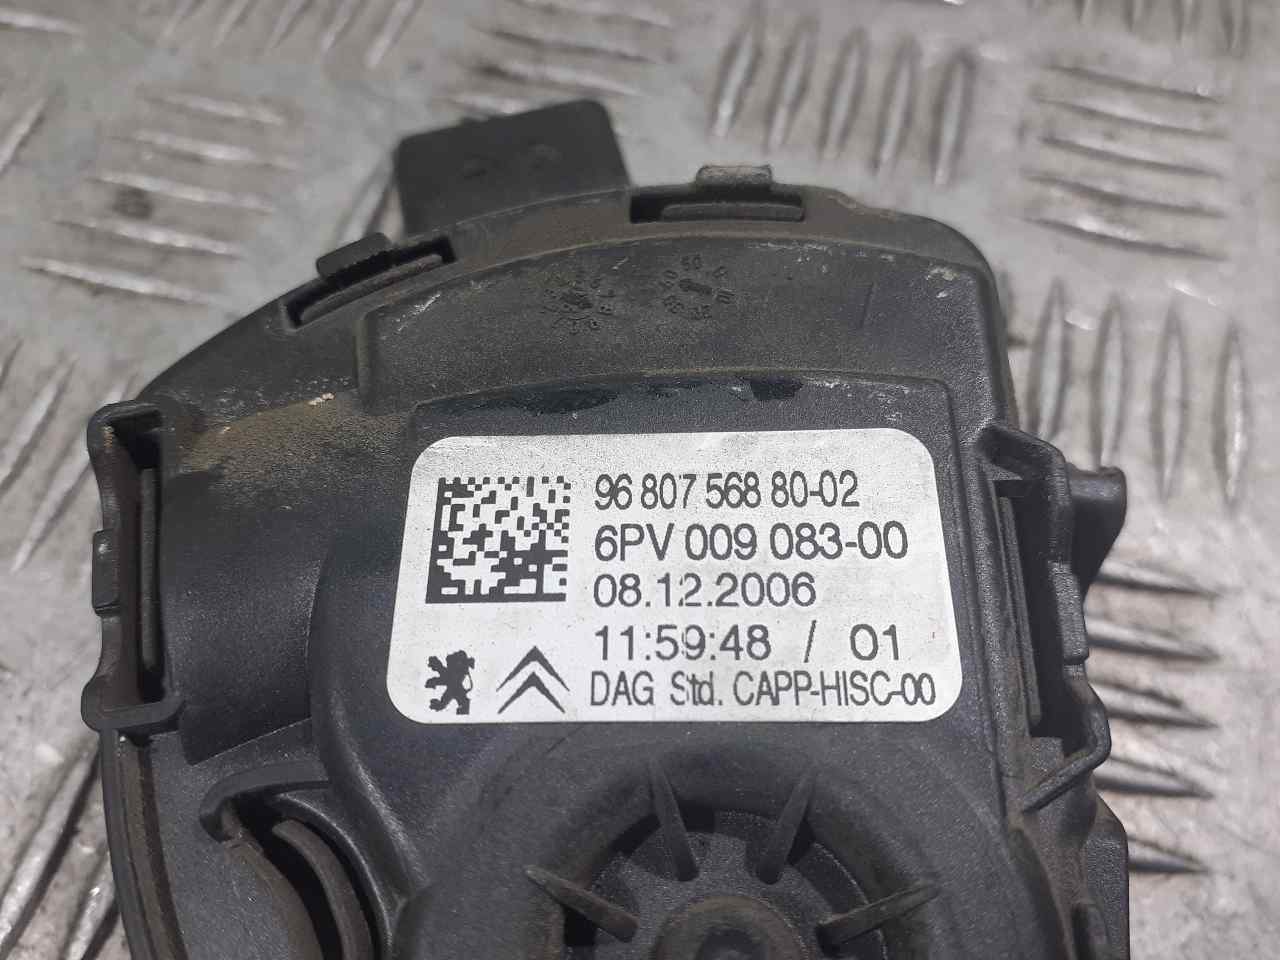 96 807 568 80-02
6PV 009 083-00
08.12.2006
11:59:48 / 01
DAG Std. CAPP-HISC-00